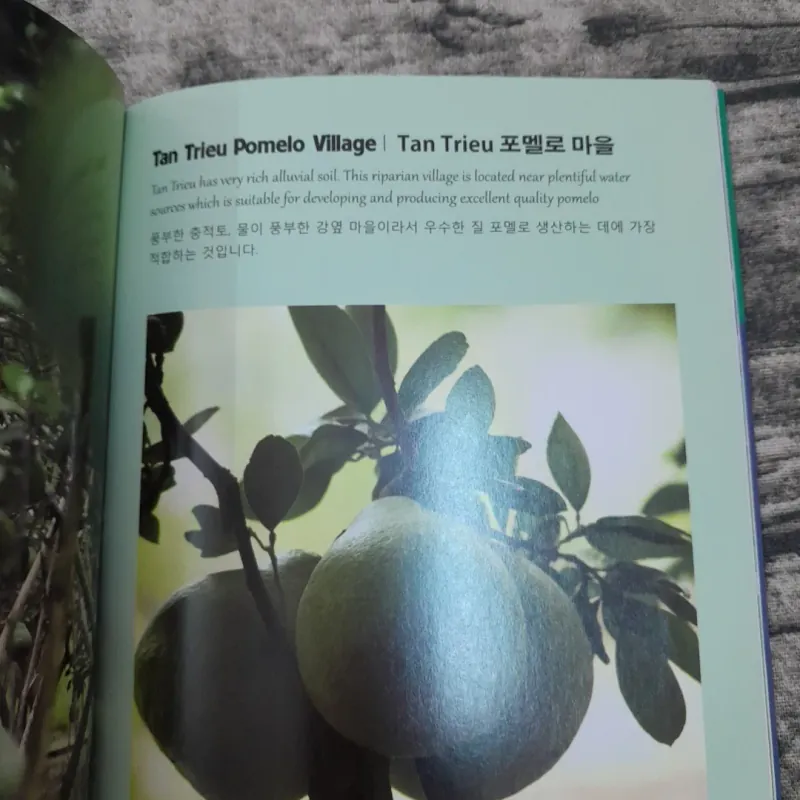 Tan Trieu Pomelo Village | Tan Trieu 포멜로 마을
Tan Trieu has very rich alluvial soil. This riparian village is located near plentiful water
sources which is suitable for developing and producing excellent quality pomelo
풍부한 충적토, 물이 풍부한 강옆 마을이라서 우수한 질 포멜로 생산하는 데에 가장
적합하는 것입니다.